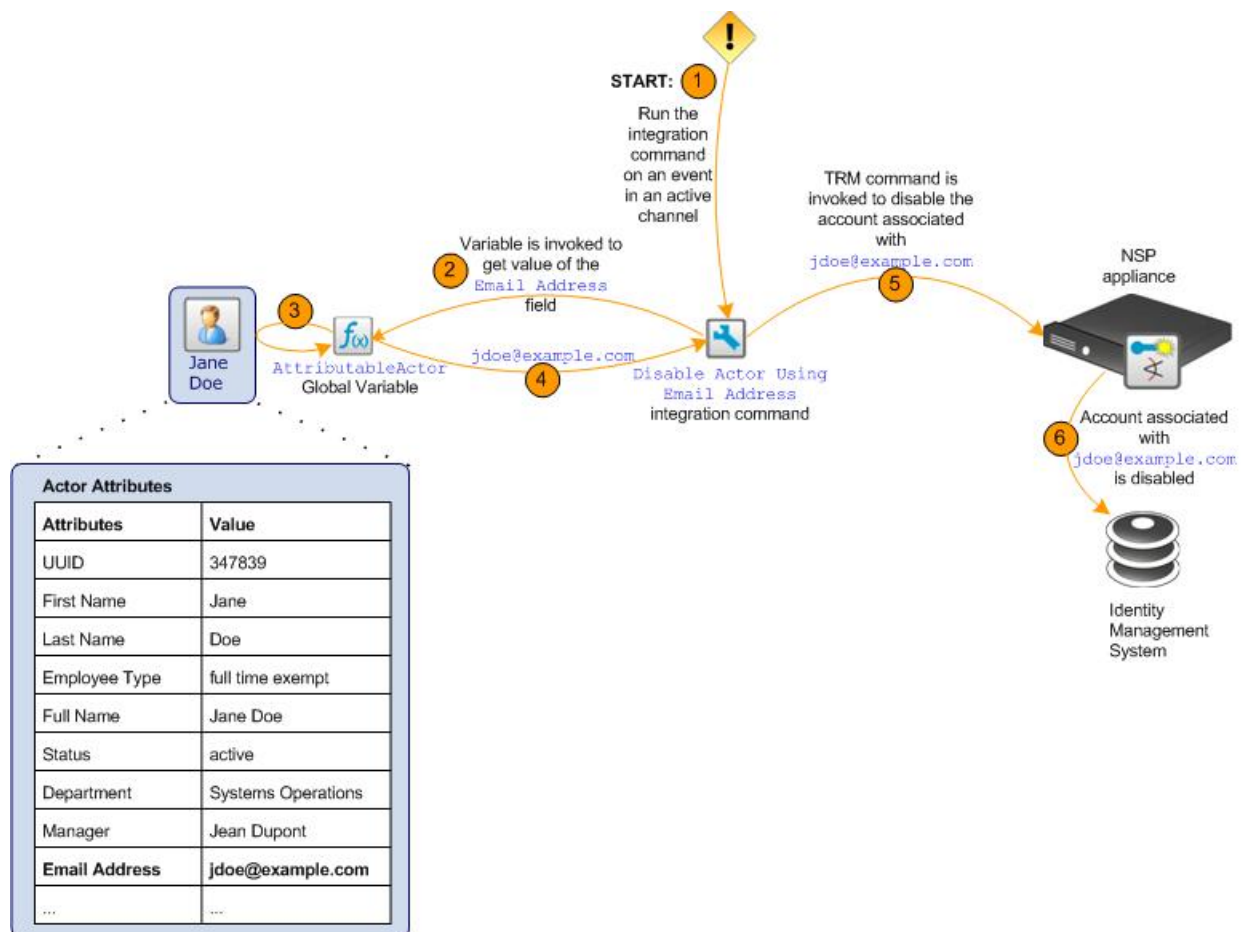 !
START: 1
Run the
integration
command
on an event
in an active
channel
TRM command is
invoked to disable the
account associated
with
jdoe@example.com
5
NSP
appliance
Variable is invoked to
2 get value of the
Email Address
field
3
Jane
Doe
f(x)
AttributableActor
Global Variable
jdoe@example.com
4
Disable Actor Using
Email Address
integration command
Account associated
6 with
jdoe@example.com
is disabled
Identity
Management
System
Actor Attributes
Attributes Value
UUID 347839
First Name Jane
Last Name Doe
Employee Type full time exempt
Full Name Jane Doe
Status active
Department Systems Operations
Manager Jean Dupont
Email Address jdoe@example.com
... ...